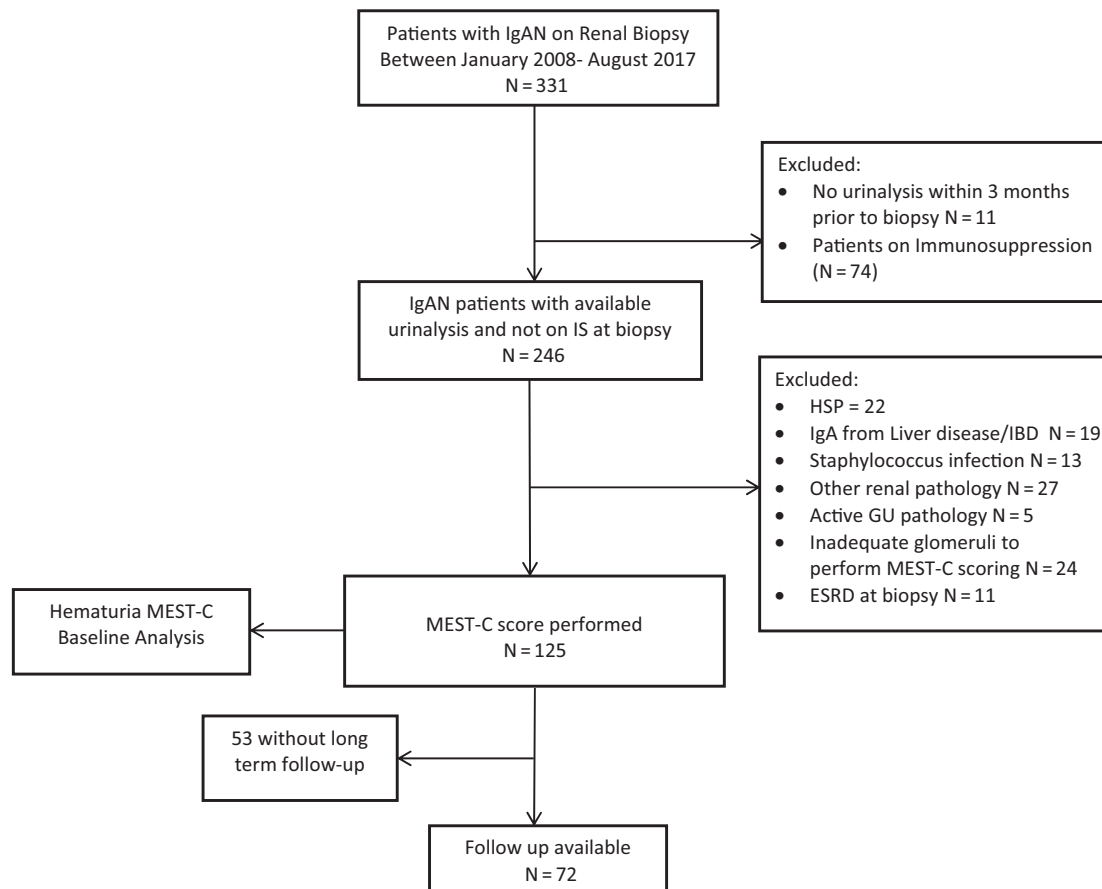 Patients with IgAN on Renal Biopsy
Between January 2008- August 2017
N = 331
Excluded:
• No urinalysis within 3 months
prior to biopsy N = 11
• Patients on Immunosuppression
(N = 74)
IgAN patients with available
urinalysis and not on IS at biopsy
N = 246
Excluded:
• HSP = 22
• IgA from Liver disease/IBD N = 19
• Staphylococcus infection N = 13
• Other renal pathology N = 27
• Active GU pathology N = 5
• Inadequate glomeruli to
perform MEST-C scoring N = 24
• ESRD at biopsy N = 11
Hematuria MEST-C
Baseline Analysis
MEST-C score performed
N = 125
53 without long
term follow-up
Follow up available
N = 72